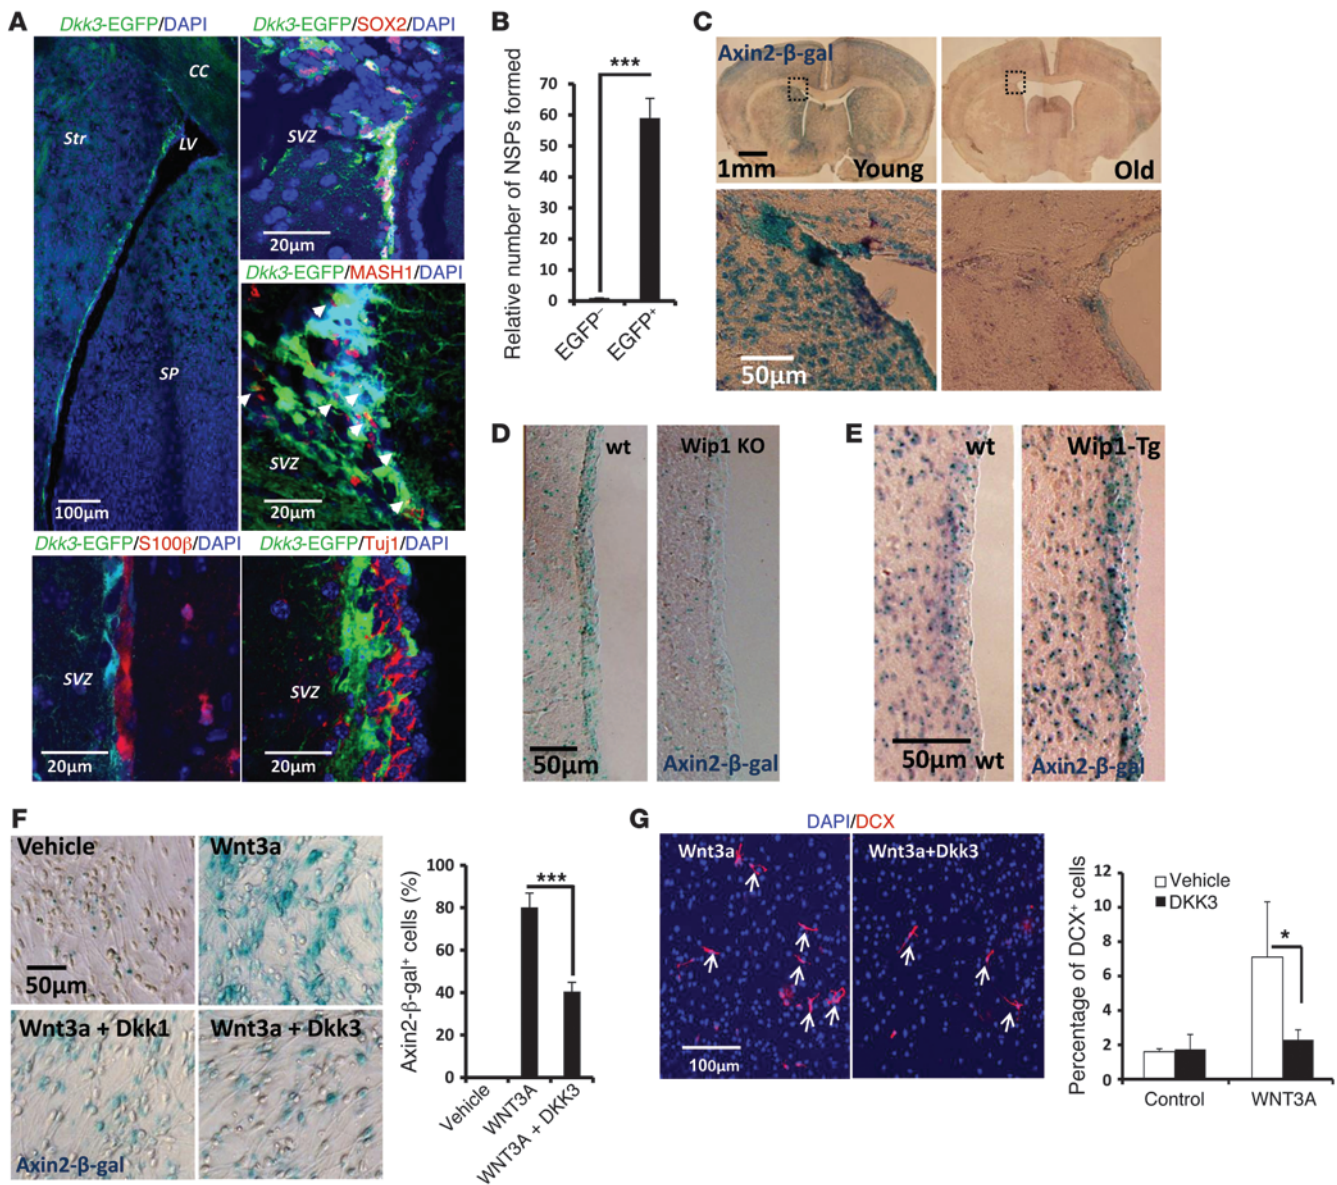 A
Dkk3-EGFP/DAPI
CC
Str
LV
SP
100µm
Dkk3-EGFP/SOX2/DAPI
SVZ
20µm
Dkk3-EGFP/MASH1/DAPI
SVZ
20µm
Dkk3-EGFP/S100β/DAPI
SVZ
20µm
Dkk3-EGFP/Tuj1/DAPI
SVZ
20µm
B
Relative number of NSPs formed
70
60
50
40
30
20
10
0
***
EGFP⁻
EGFP⁺
C
Axin2-β-gal
1mm
Young
Old
50µm
D
wt
Wip1 KO
50µm
Axin2-β-gal
E
wt
Wip1-Tg
50µm
wt
Axin2-β-gal
F
Vehicle
Wnt3a
50µm
Wnt3a + Dkk1
Wnt3a + Dkk3
Axin2-β-gal
Axin2-β-gal⁺ cells (%)
100
80
60
40
20
0
***
Vehicle
WNT3A
WNT3A + DKK3
G
DAPI/DCX
Wnt3a
Wnt3a+Dkk3
100µm
Percentage of DCX⁺ cells
12
10
8
6
4
2
0
Vehicle
DKK3
*
Control
WNT3A